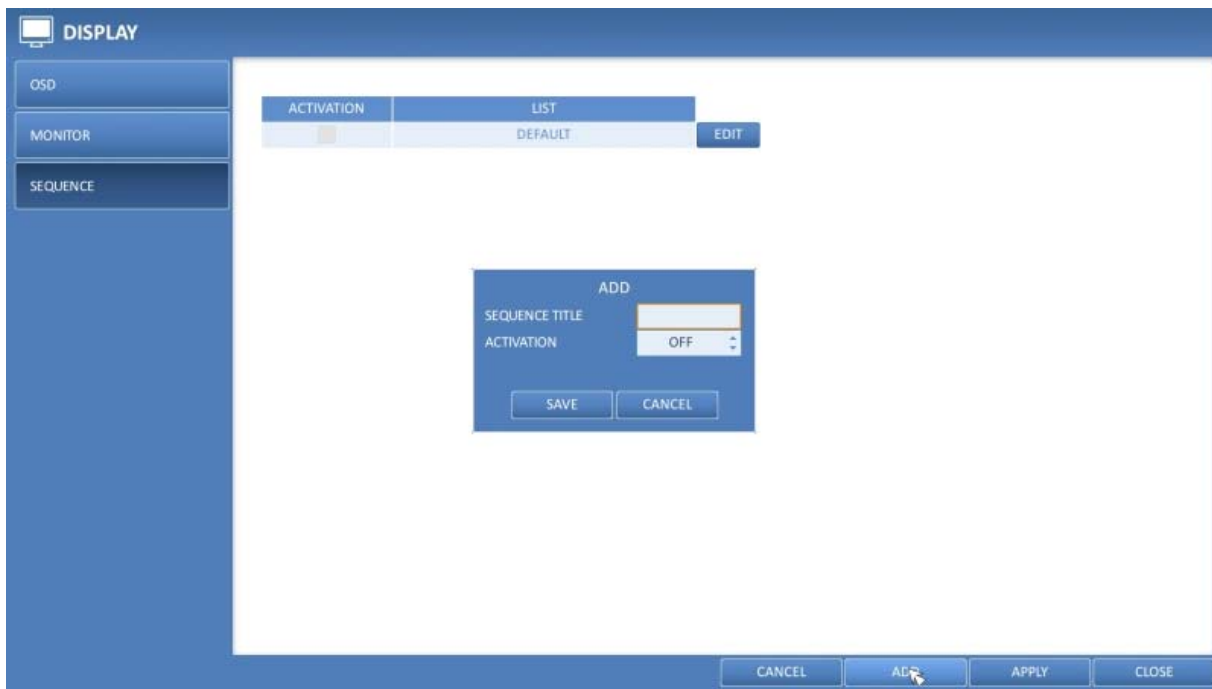 DISPLAY
OSD
MONITOR
SEQUENCE
ACTIVATION LIST
DEFAULT EDIT
ADD
SEQUENCE TITLE
ACTIVATION OFF
SAVE CANCEL
CANCEL ADD APPLY CLOSE